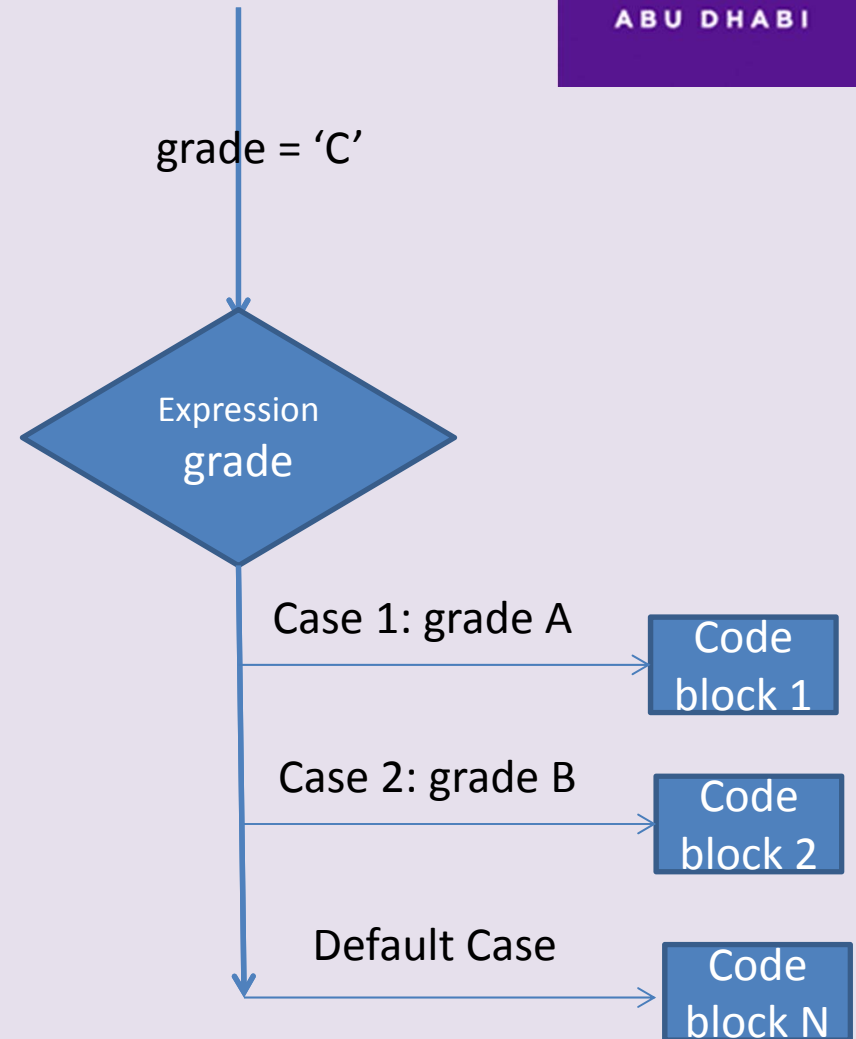 ABU DHABI
grade = ‘C’
Expression
grade
Case 1: grade A
Code
block 1
Case 2: grade B
Code
block 2
Default Case
Code
block N